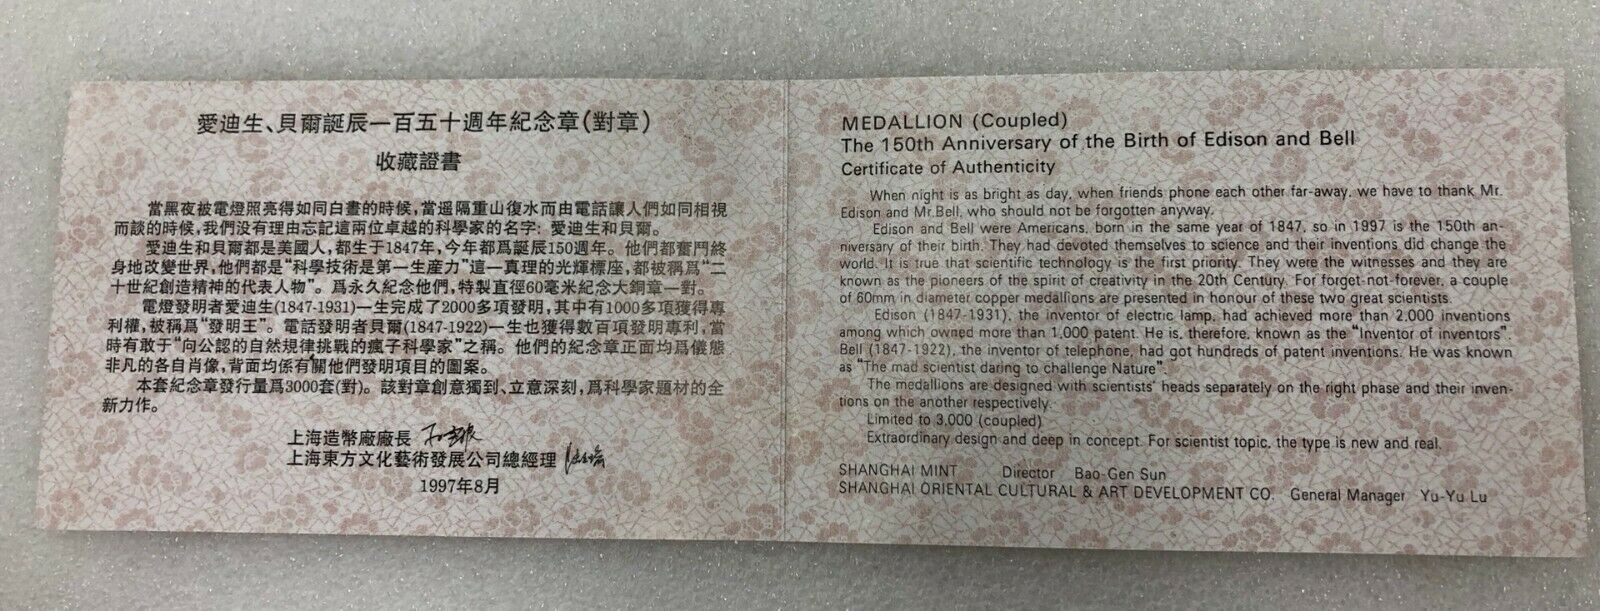 愛迪生、貝爾誕辰一百五十週年紀念章(對章)
收藏證書
當黑夜被電燈照亮得如同白晝的時候,當遥隔重山復水而由電話讓人們如同相視
而談的時候,我們没有理由忘記這兩位卓越的科學家的名字: 愛迪生和貝爾。
愛迪生和貝爾都是美國人,都生于1847年,今年都爲誕辰150週年。他們都奮鬥終
身地改變世界,他們都是“科學技術是第一生産力”這一真理的光輝標座,都被稱爲“二
十世紀創造精神的代表人物”。爲永久紀念他們,特製直徑60毫米紀念大銅章一對。
電燈發明者愛迪生(1847-1931)一生完成了2000多項發明,其中有1000多項獲得專
利權,被稱爲“發明王”。電話發明者貝爾(1847-1922)一生也獲得數百項發明專利,當
時有敢于“向公認的自然規律挑戰的瘋子科學家”之稱。他們的紀念章正面均爲儀態
非凡的各自肖像,背面均係有關他們發明項目的圖案。
本套紀念章發行量爲3000套(對)。該對章創意獨到、立意深刻,爲科學家題材的全
新力作。
上海造幣廠廠長
上海東方文化藝術發展公司總經理
1997年8月
MEDALLION (Coupled)
The 150th Anniversary of the Birth of Edison and Bell
Certificate of Authenticity
When night is as bright as day, when friends phone each other far-away, we have to thank Mr.
Edison and Mr.Bell, who should not be forgotten anyway.
Edison and Bell were Americans, born in the same year of 1847, so in 1997 is the 150th an-
niversary of their birth. They had devoted themselves to science and their inventions did change the
world. It is true that scientific technology is the first priority. They were the witnesses and they are
known as the pioneers of the spirit of creativity in the 20th Century. For forget-not-forever, a couple
of 60mm in diameter copper medallions are presented in honour of these two great scientists.
Edison (1847-1931), the inventor of electric lamp, had achieved more than 2,000 inventions
among which owned more than 1,000 patent. He is, therefore, known as the "Inventor of inventors".
Bell (1847-1922), the inventor of telephone, had got hundreds of patent inventions. He was known
as "The mad scientist daring to challenge Nature".
The medallions are designed with scientists' heads separately on the right phase and their inven-
tions on the another respectively.
Limited to 3,000 (coupled)
Extraordinary design and deep in concept. For scientist topic, the type is new and real.
SHANGHAI MINT Director Bao-Gen Sun
SHANGHAI ORIENTAL CULTURAL & ART DEVELOPMENT CO. General Manager Yu-Yu Lu